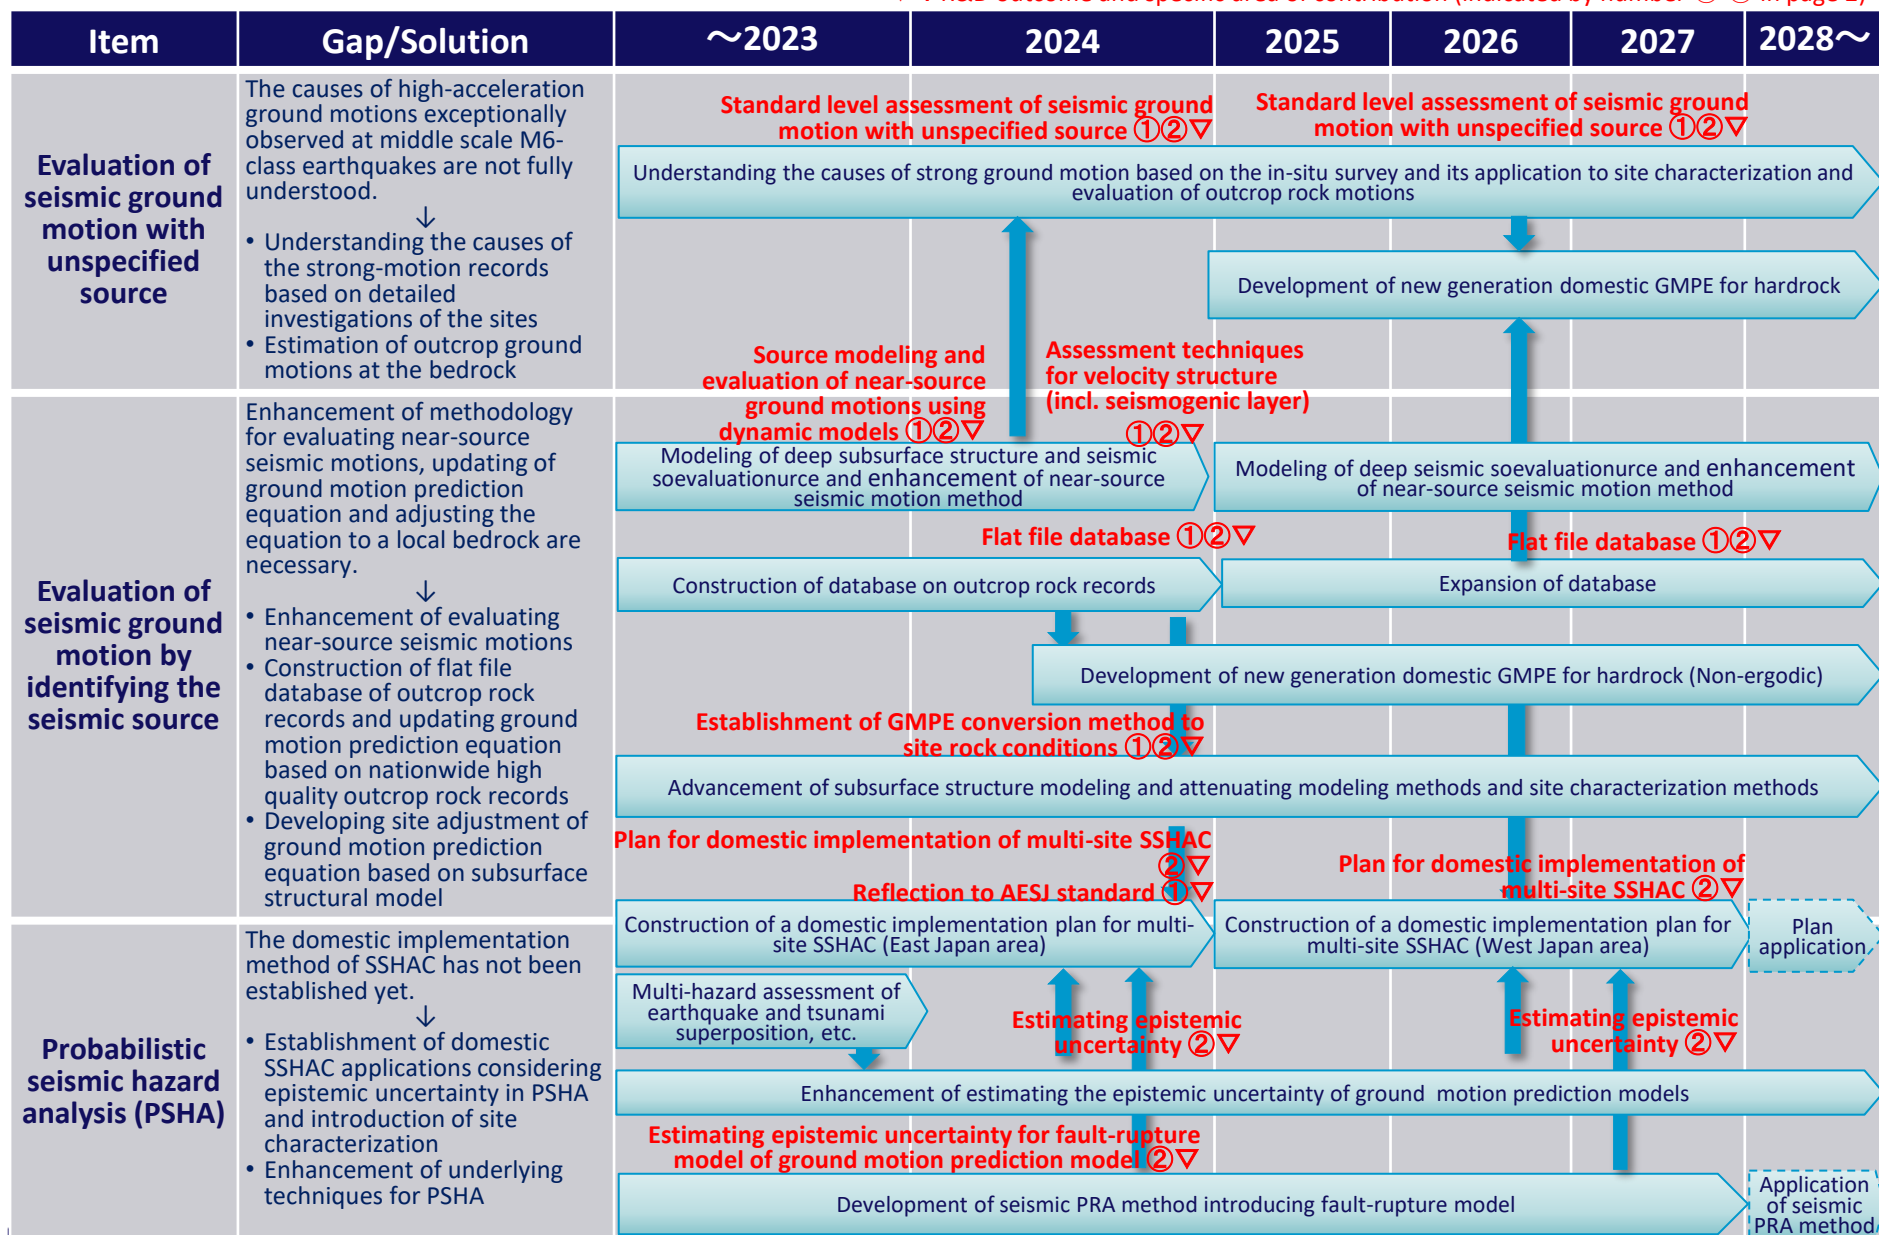 Item
Gap/Solution
～2023
2024
2025
2026
2027
2028～
Evaluation of
seismic ground
motion with
unspecified
source
The causes of high-acceleration
ground motions exceptionally
observed at middle scale M6-
class earthquakes are not fully
understood.
↓
• Understanding the causes of
the strong-motion records
based on detailed
investigations of the sites
• Estimation of outcrop ground
motions at the bedrock
Standard level assessment of seismic ground
motion with unspecified source ①②▽
Standard level assessment of seismic ground
motion with unspecified source ①②▽
Understanding the causes of strong ground motion based on the in-situ survey and its application to site characterization and
evaluation of outcrop rock motions
Development of new generation domestic GMPE for hardrock
Source modeling and
evaluation of near-source
ground motions using
dynamic models ①②▽
Assessment techniques
for velocity structure
(incl. seismogenic layer)
①②▽
Evaluation of
seismic ground
motion by
identifying the
seismic source
Enhancement of methodology
for evaluating near-source
seismic motions, updating of
ground motion prediction
equation and adjusting the
equation to a local bedrock are
necessary.
↓
• Enhancement of evaluating
near-source seismic motions
• Construction of flat file
database of outcrop rock
records and updating ground
motion prediction equation
based on nationwide high
quality outcrop rock records
• Developing site adjustment of
ground motion prediction
equation based on subsurface
structural model
Modeling of deep subsurface structure and seismic
soevaluationurce and enhancement of near-source
seismic motion method
Modeling of deep seismic soevaluationurce and enhancement
of near-source seismic motion method
Flat file database ①②▽
Flat file database ①②▽
Construction of database on outcrop rock records
Expansion of database
Development of new generation domestic GMPE for hardrock (Non-ergodic)
Establishment of GMPE conversion method to
site rock conditions ①②▽
Advancement of subsurface structure modeling and attenuating modeling methods and site characterization methods
Plan for domestic implementation of multi-site SSHAC
②▽
Reflection to AESJ standard ①▽
Plan for domestic implementation of
multi-site SSHAC ②▽
Construction of a domestic implementation plan for multi-
site SSHAC (East Japan area)
Construction of a domestic implementation plan for
multi-site SSHAC (West Japan area)
Plan
application
Probabilistic
seismic hazard
analysis (PSHA)
The domestic implementation
method of SSHAC has not been
established yet.
↓
• Establishment of domestic
SSHAC applications considering
epistemic uncertainty in PSHA
and introduction of site
characterization
• Enhancement of underlying
techniques for PSHA
Multi-hazard assessment of
earthquake and tsunami
superposition, etc.
Estimating epistemic
uncertainty ②▽
Estimating epistemic
uncertainty ②▽
Enhancement of estimating the epistemic uncertainty of ground motion prediction models
Estimating epistemic uncertainty for fault-rupture
model of ground motion prediction model ②▽
Development of seismic PRA method introducing fault-rupture model
Application
of seismic
PRA method